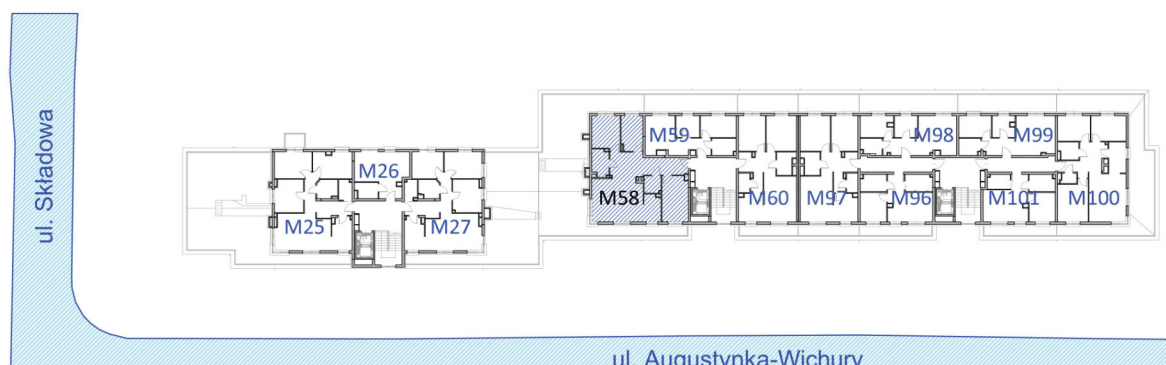 ul. Składowa
M25
M26
M27
M58
M59
M60
M97
M98
M96
M99
M101
M100
ul. Augustynka-Wichury